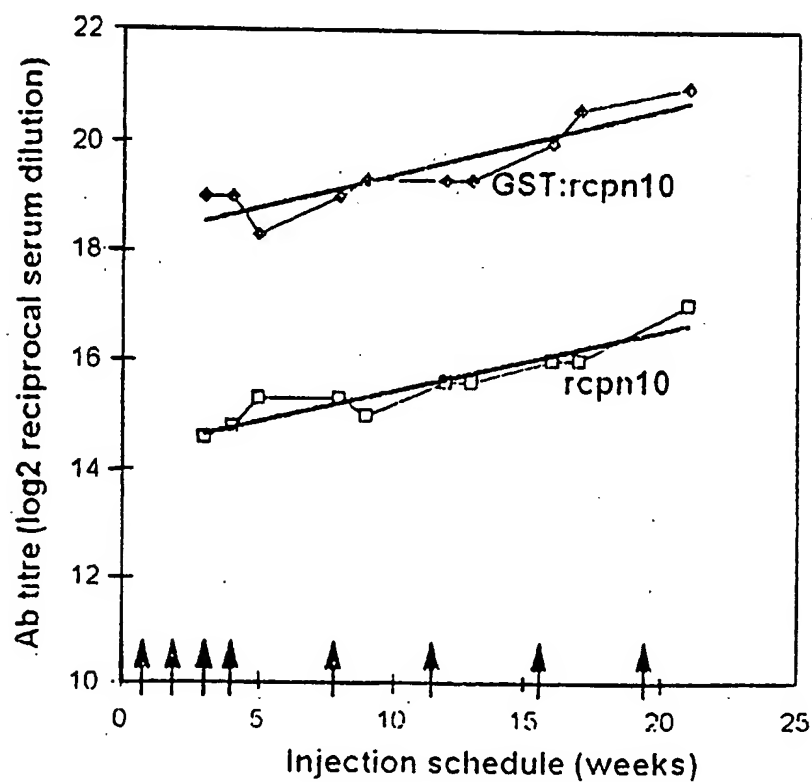 Ab titre (log2 reciprocal serum dilution)
22
20
18
16
14
12
10
GST:rcpn10
rcpn10
0 5 10 15 20 25
Injection schedule (weeks)